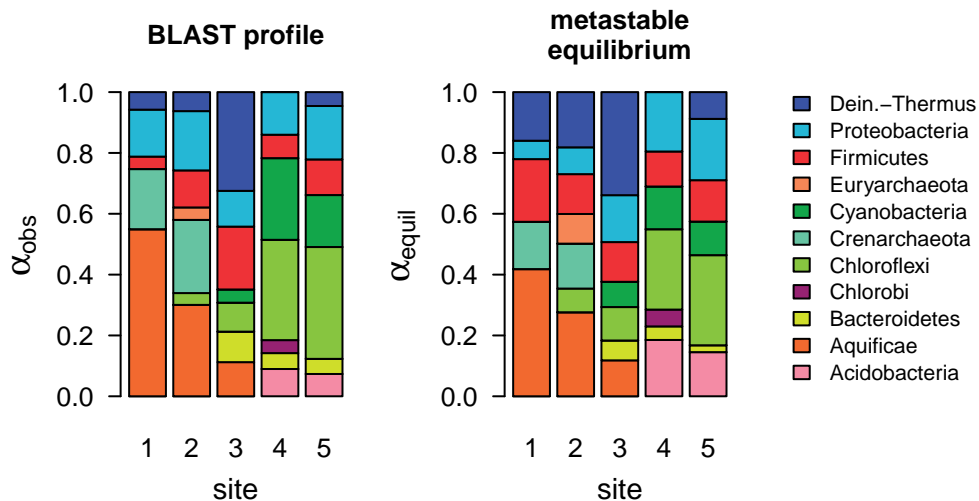 BLAST profile
αobs
1.0
0.8
0.6
0.4
0.2
0.0
1 2 3 4 5
site
metastable
equilibrium
αequil
1.0
0.8
0.6
0.4
0.2
0.0
1 2 3 4 5
site
Dein.−Thermus
Proteobacteria
Firmicutes
Euryarchaeota
Cyanobacteria
Crenarchaeota
Chloroflexi
Chlorobi
Bacteroidetes
Aquificae
Acidobacteria